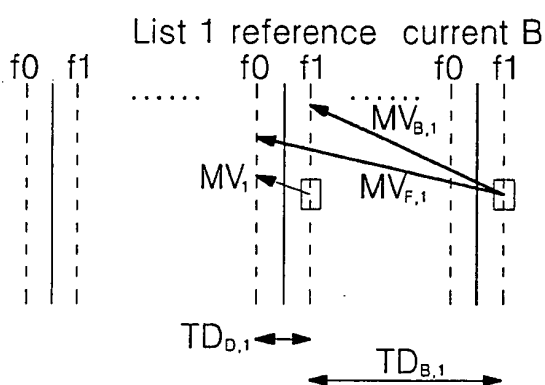 List 1 reference current B
f0 f1 f0 f1 f0 f1
....... .......
MV_B,1
MV_1 MV_F,1
TD_D,1
TD_B,1